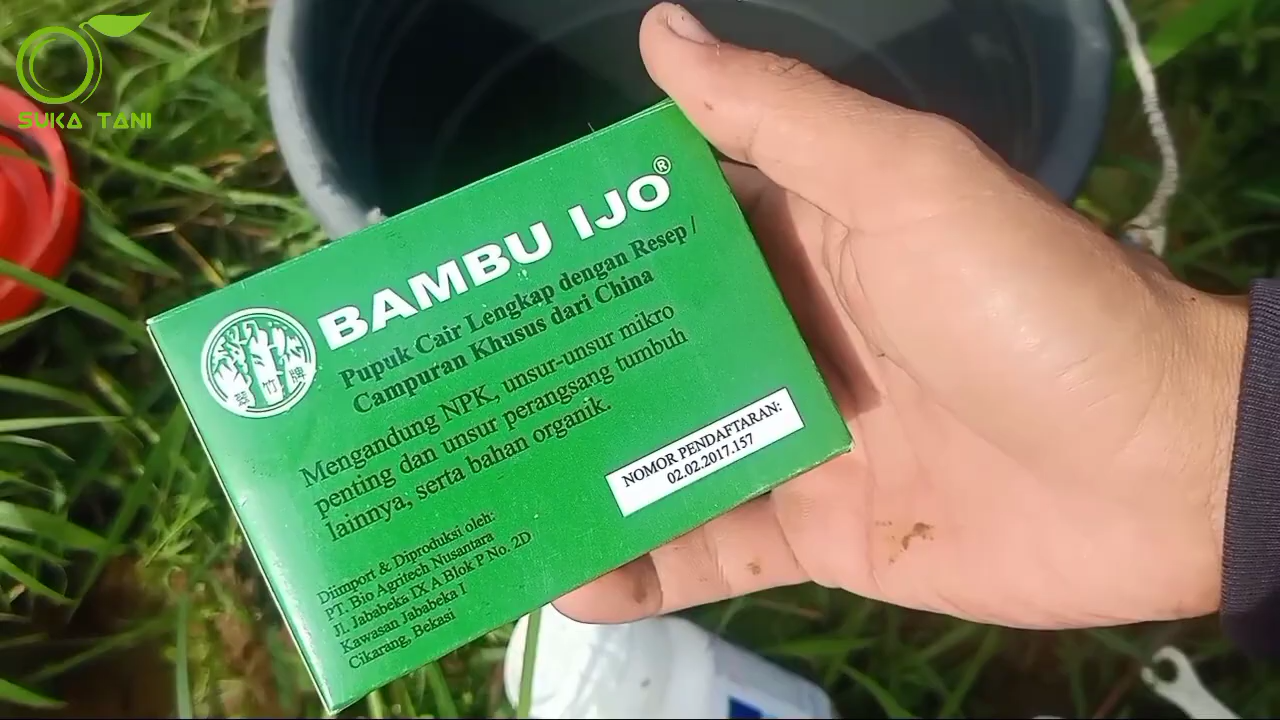 SUKA TANI
BAMBU IJO®
Pupuk Cair Lengkap dengan Resep /
Campuran Khusus dari China
Mengandung NPK, unsur-unsur mikro
penting dan unsur perangsang tumbuh
lainnya, serta bahan organik.
NOMOR PENDAFTARAN:
02.02.2017.157
Diimport & Diproduksi oleh:
PT. Bio Agritech Nusantara
Jl. Jababeka IX A Blok P No. 2D
Kawasan Jababeka I
Cikarang, Bekasi